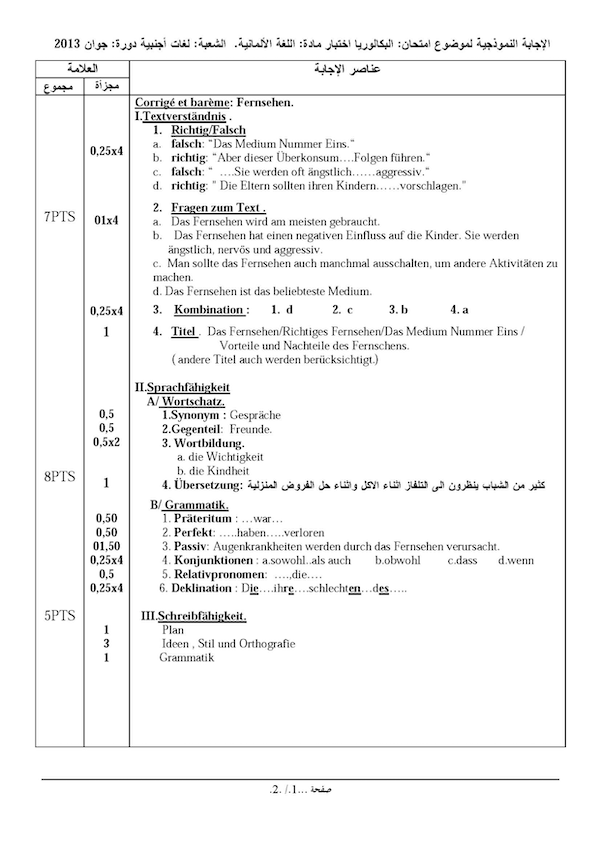 الإجابة النموذجية لموضوع امتحان: البكالوريا اختبار مادة: اللغة الألمانية. الشعبة: لغات أجنبية دورة: جوان 2013
عناصر الإجابة
العلامة
مجزأة
مجموع
Corrigé et barème: Fernsehen.
I.Textverständnis .
1. Richtig/Falsch
a. falsch: "Das Medium Nummer Eins."
0,25x4
b. richtig: "Aber dieser Überkonsum….Folgen führen."
c. falsch: " ….Sie werden oft ängstlich……aggressiv."
d. richtig: " Die Eltern sollten ihren Kindern……vorschlagen."
2. Fragen zum Text .
7PTS
01x4
a. Das Fernsehen wird am meisten gebraucht.
b. Das Fernsehen hat einen negativen Einfluss auf die Kinder. Sie werden
ängstlich, nervös und aggressiv.
c. Man sollte das Fernsehen auch manchmal ausschalten, um andere Aktivitäten zu
machen.
d. Das Fernsehen ist das beliebteste Medium.
0,25x4
3. Kombination : 1. d 2. c 3. b 4. a
1
4. Titel . Das Fernsehen/Richtiges Fernsehen/Das Medium Nummer Eins /
Vorteile und Nachteile des Fernschens.
( andere Titel auch werden berücksichtigt.)
II.Sprachfähigkeit
A/ Wortschatz.
0,5
1.Synonym : Gespräche
0,5
2.Gegenteil: Freunde.
0,5x2
3. Wortbildung.
a. die Wichtigkeit
b. die Kindheit
8PTS
1
4. Übersetzung: كثير من الشباب ينظرون الى التلفاز اثناء الاكل واثناء حل الفروض المنزلية
B/ Grammatik.
0,50
1. Präteritum : …war…
0,50
2. Perfekt: …..haben…..verloren
01,50
3. Passiv: Augenkrankheiten werden durch das Fernsehen verursacht.
0,25x4
4. Konjunktionen : a.sowohl..als auch b.obwohl c.dass d.wenn
0,5
5. Relativpronomen: ….,die….
0,25x4
6. Deklination : Die….ihre….schlechten…des…..
5PTS
III.Schreibfähigkeit.
1
Plan
3
Ideen , Stil und Orthografie
1
Grammatik
صفحة ...1./ .2.